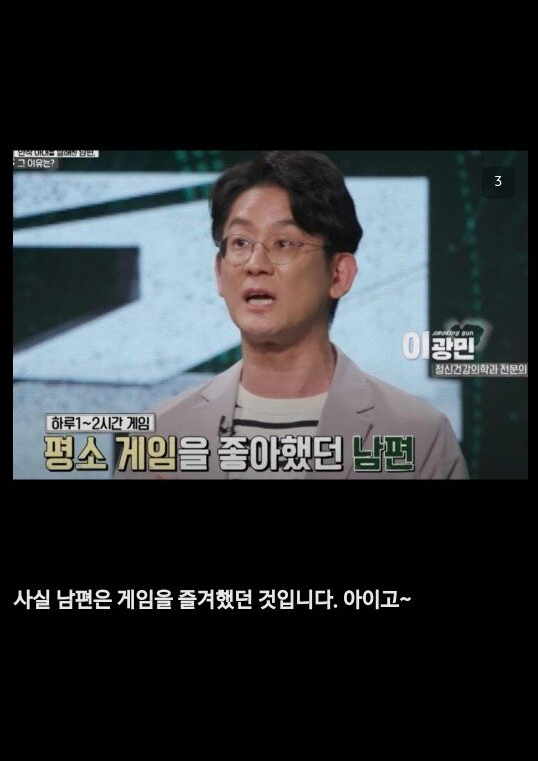 그 이유는?
3
smoking gun
이광민
정신건강의학과 전문의
하루1~2시간 게임
평소 게임을 좋아했던 남편
사실 남편은 게임을 즐겨했던 것입니다. 아이고~